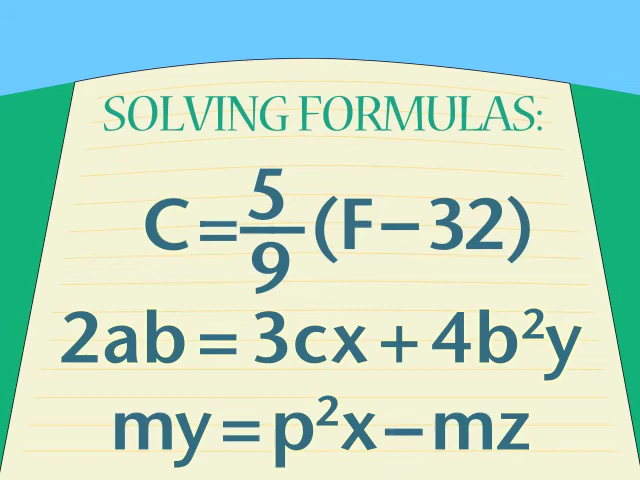 SOLVING FORMULAS:
C = 5/9 (F − 32)
2ab = 3cx + 4b²y
my = p²x − mz